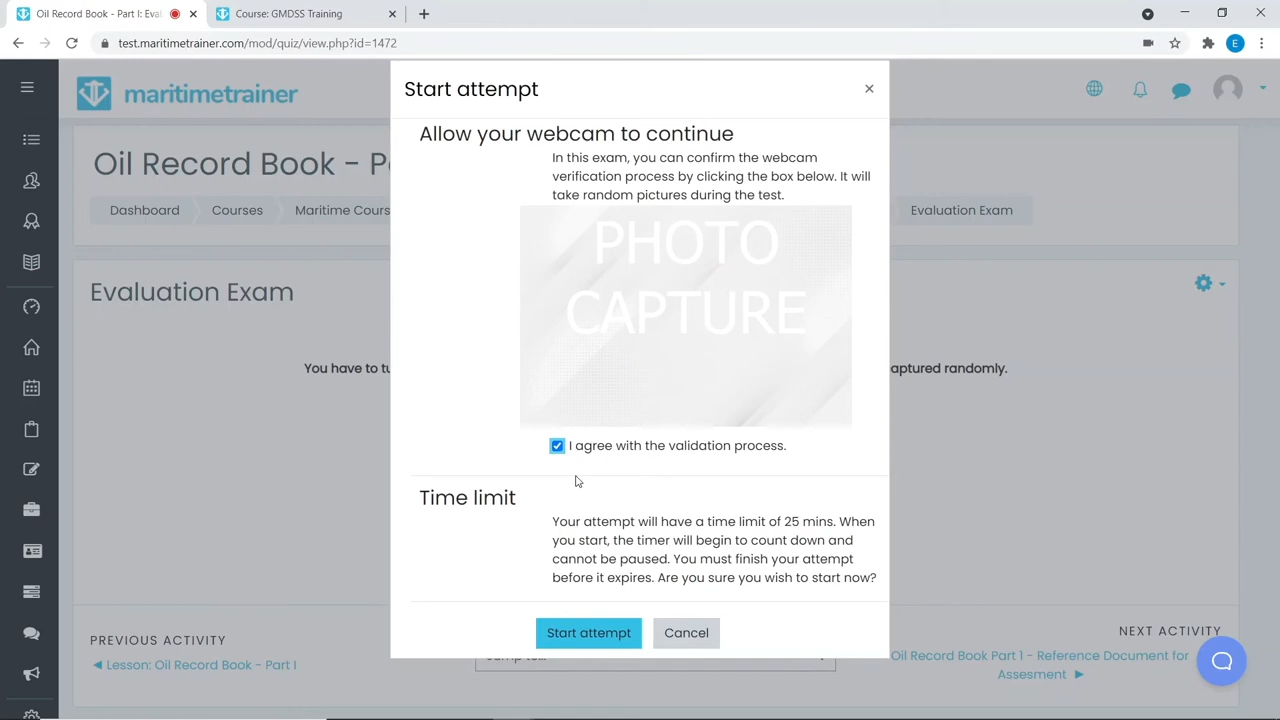 Oil Record Book - Part I: Eval
Course: GMDSS Training
test.maritimetrainer.com/mod/quiz/view.php?id=1472
E
maritimetrainer
Start attempt
×
Allow your webcam to continue
In this exam, you can confirm the webcam
verification process by clicking the box below. It will
take random pictures during the test.
PHOTO
CAPTURE
I agree with the validation process.
Time limit
Your attempt will have a time limit of 25 mins. When
you start, the timer will begin to count down and
cannot be paused. You must finish your attempt
before it expires. Are you sure you wish to start now?
Start attempt
Cancel
Oil Record Book - P
Dashboard
Courses
Maritime Cours
Evaluation Exam
Evaluation Exam
You have to tu
aptured randomly.
PREVIOUS ACTIVITY
◀ Lesson: Oil Record Book - Part I
NEXT ACTIVITY
Oil Record Book Part 1 - Reference Document for
Assesment ▶